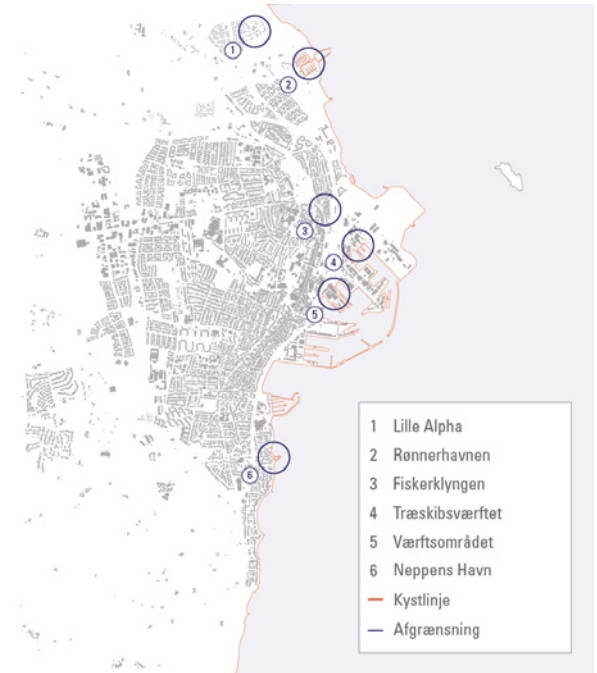 1
2
3
4
5
6
1 Lille Alpha
2 Rønnerhavnen
3 Fiskerklyngen
4 Træskibsværftet
5 Værftsområdet
6 Neppens Havn
Kystlinje
Afgrænsning